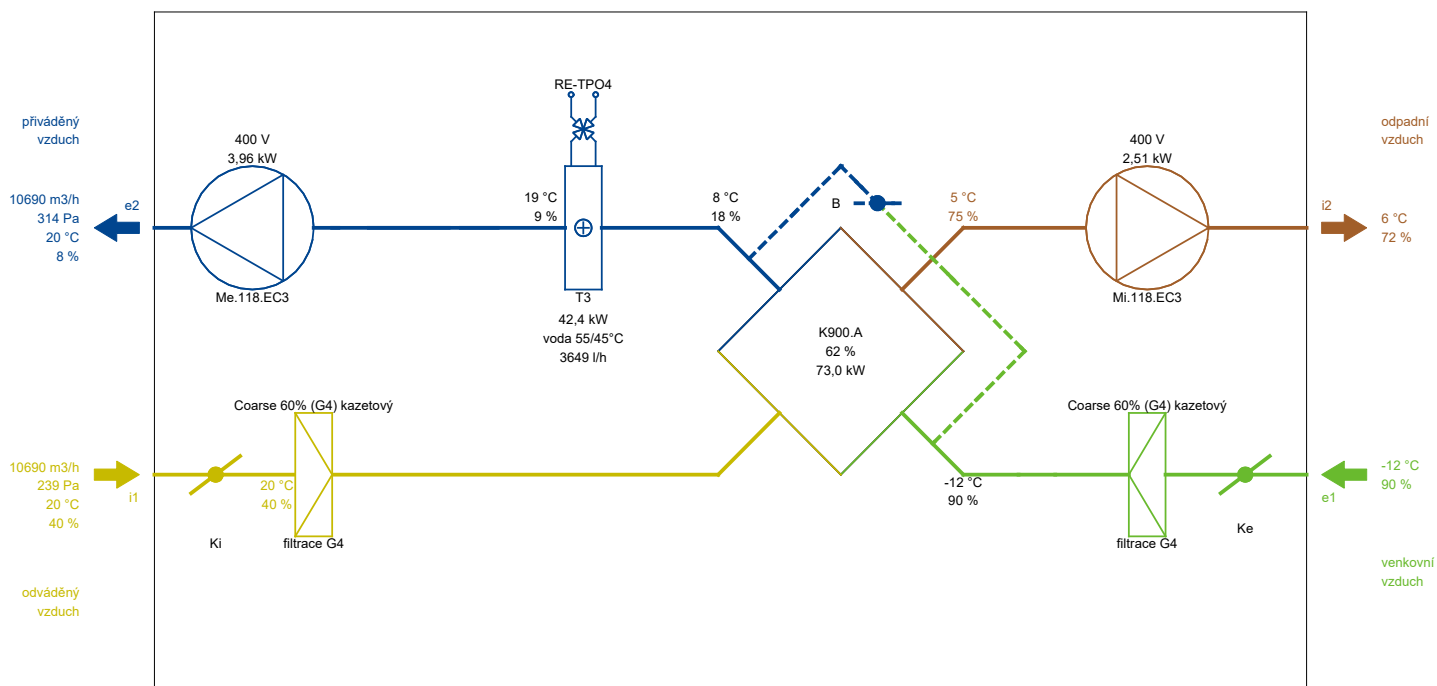 RE-TPO4
přiváděný
vzduch
400 V
3,96 kW
400 V
2,51 kW
odpadní
vzduch
10690 m3/h
314 Pa
20 °C
8 %
e2
19 °C
9 %
8 °C
18 %
B
5 °C
75 %
i2
6 °C
72 %
Me.118.EC3
T3
42,4 kW
voda 55/45°C
3649 l/h
Mi.118.EC3
K900.A
62 %
73,0 kW
Coarse 60% (G4) kazetový
Coarse 60% (G4) kazetový
10690 m3/h
239 Pa
20 °C
40 %
i1
20 °C
40 %
-12 °C
90 %
-12 °C
90 %
e1
Ki
filtrace G4
filtrace G4
Ke
odváděný
vzduch
venkovní
vzduch